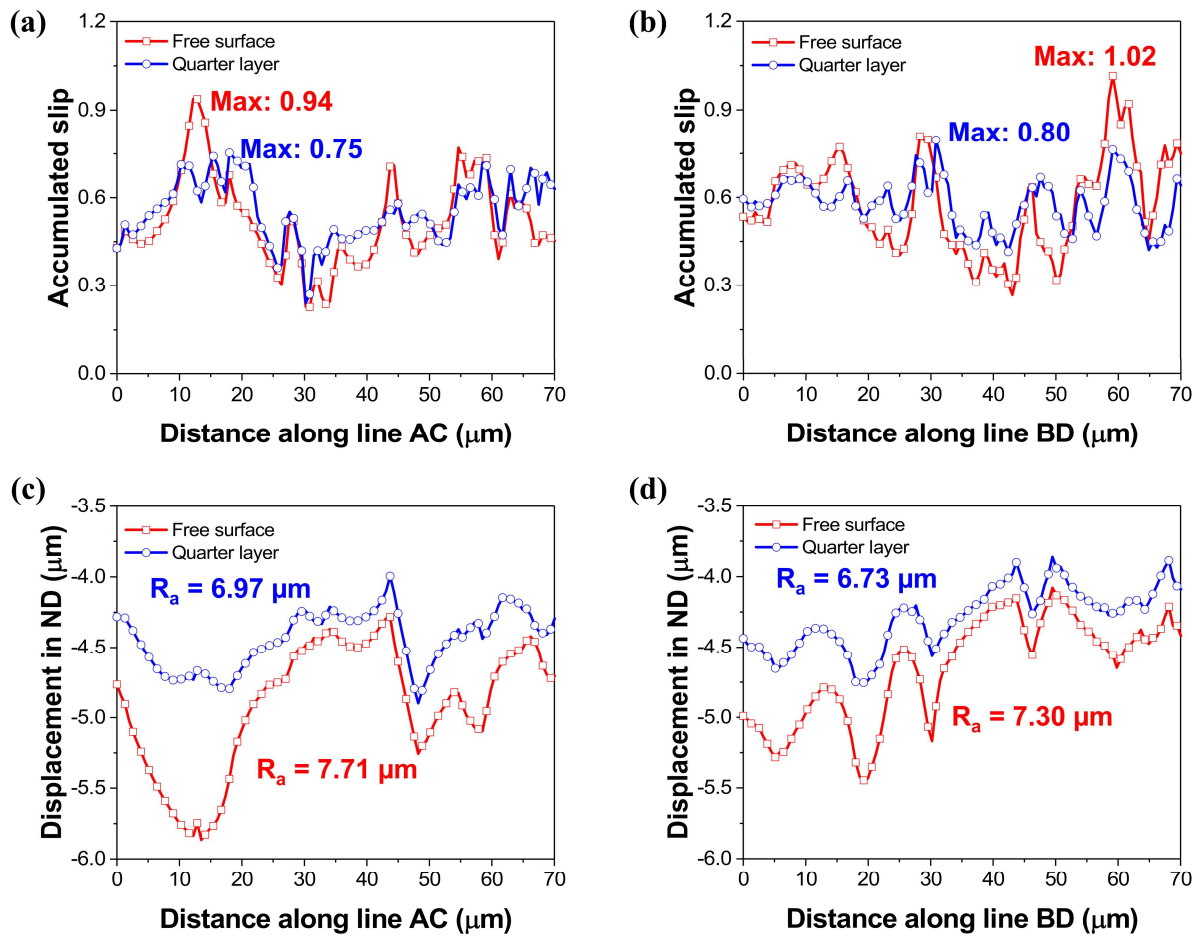 (a)
1.2
0.9
0.6
0.3
0.0
Accumulated slip
Free surface
Quarter layer
Max: 0.94
Max: 0.75
0 10 20 30 40 50 60 70
Distance along line AC (μm)
(b)
1.2
0.9
0.6
0.3
0.0
Accumulated slip
Free surface
Quarter layer
Max: 1.02
Max: 0.80
0 10 20 30 40 50 60 70
Distance along line BD (μm)
(c)
-3.5
-4.0
-4.5
-5.0
-5.5
-6.0
Displacement in ND (μm)
Free surface
Quarter layer
Ra = 6.97 μm
Ra = 7.71 μm
0 10 20 30 40 50 60 70
Distance along line AC (μm)
(d)
-3.5
-4.0
-4.5
-5.0
-5.5
-6.0
Displacement in ND (μm)
Free surface
Quarter layer
Ra = 6.73 μm
Ra = 7.30 μm
0 10 20 30 40 50 60 70
Distance along line BD (μm)